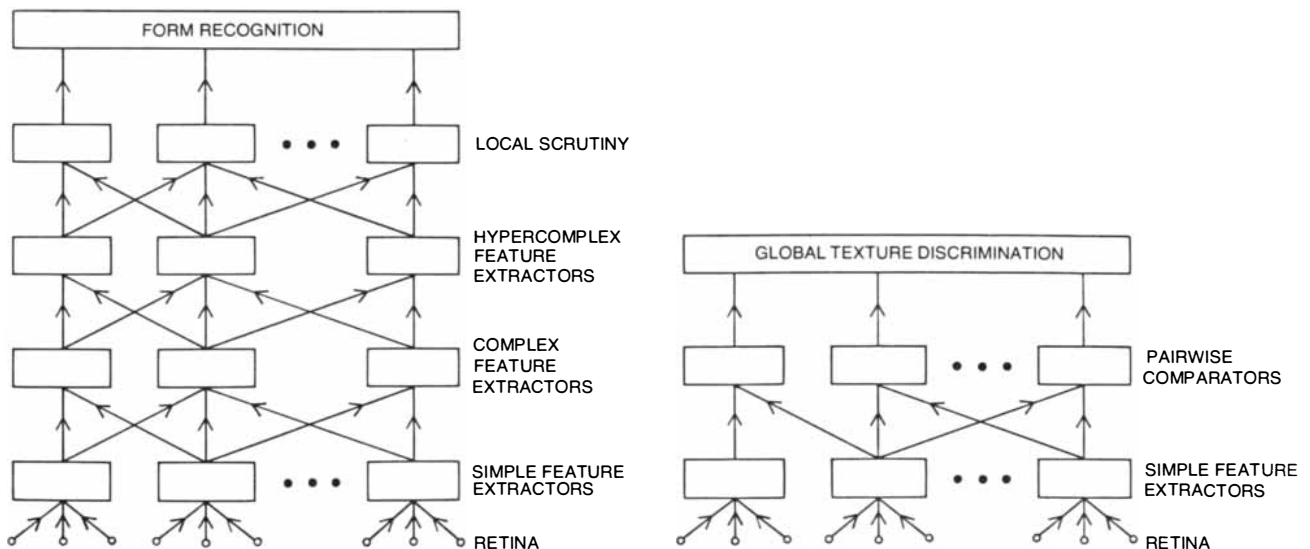 FORM RECOGNITION
LOCAL SCRUTINY
HYPERCOMPLEX
FEATURE
EXTRACTORS
COMPLEX
FEATURE
EXTRACTORS
SIMPLE FEATURE
EXTRACTORS
RETINA
GLOBAL TEXTURE DISCRIMINATION
PAIRWISE
COMPARATORS
SIMPLE FEATURE
EXTRACTORS
RETINA